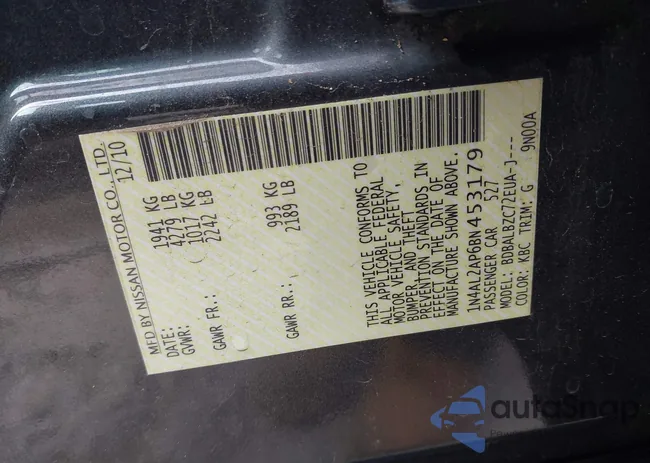 MFD BY NISSAN MOTOR CO., LTD.
DATE: 12/10
GVWR: 1941 KG
4279 LB
GAWR FR.: 1017 KG
2242 LB
GAWR RR.: 993 KG
2189 LB
THIS VEHICLE CONFORMS TO
ALL APPLICABLE FEDERAL
MOTOR VEHICLE SAFETY,
BUMPER, AND THEFT
PREVENTION STANDARDS IN
EFFECT ON THE DATE OF
MANUFACTURE SHOWN ABOVE.
1N4AL2AP0BN453179
PASSENGER CAR 527
MODEL: BDBALBZC72EUA-J---
COLOR: KBC TRIM: G 9N00A
autoSnap